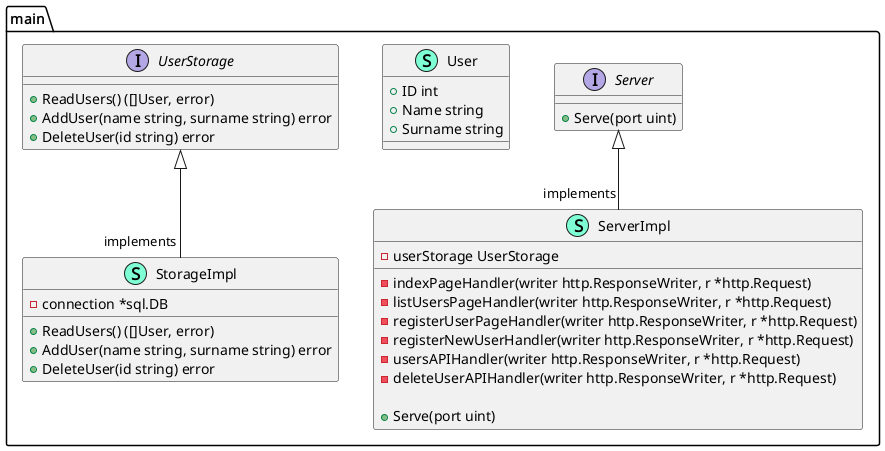 main
I UserStorage
+ ReadUsers() ([]User, error)
+ AddUser(name string, surname string) error
+ DeleteUser(id string) error
S User
ID int
Name string
Surname string
I Server
Serve(port uint)
implements
implements
S StorageImpl
connection *sql.DB
ReadUsers() ([]User, error)
AddUser(name string, surname string) error
DeleteUser(id string) error
S ServerImpl
userStorage UserStorage
indexPageHandler(writer http.ResponseWriter, r *http.Request)
listUsersPageHandler(writer http.ResponseWriter, r *http.Request)
registerUserPageHandler(writer http.ResponseWriter, r *http.Request)
registerNewUserHandler(writer http.ResponseWriter, r *http.Request)
usersAPIHandler(writer http.ResponseWriter, r *http.Request)
deleteUserAPIHandler(writer http.ResponseWriter, r *http.Request)
Serve(port uint)